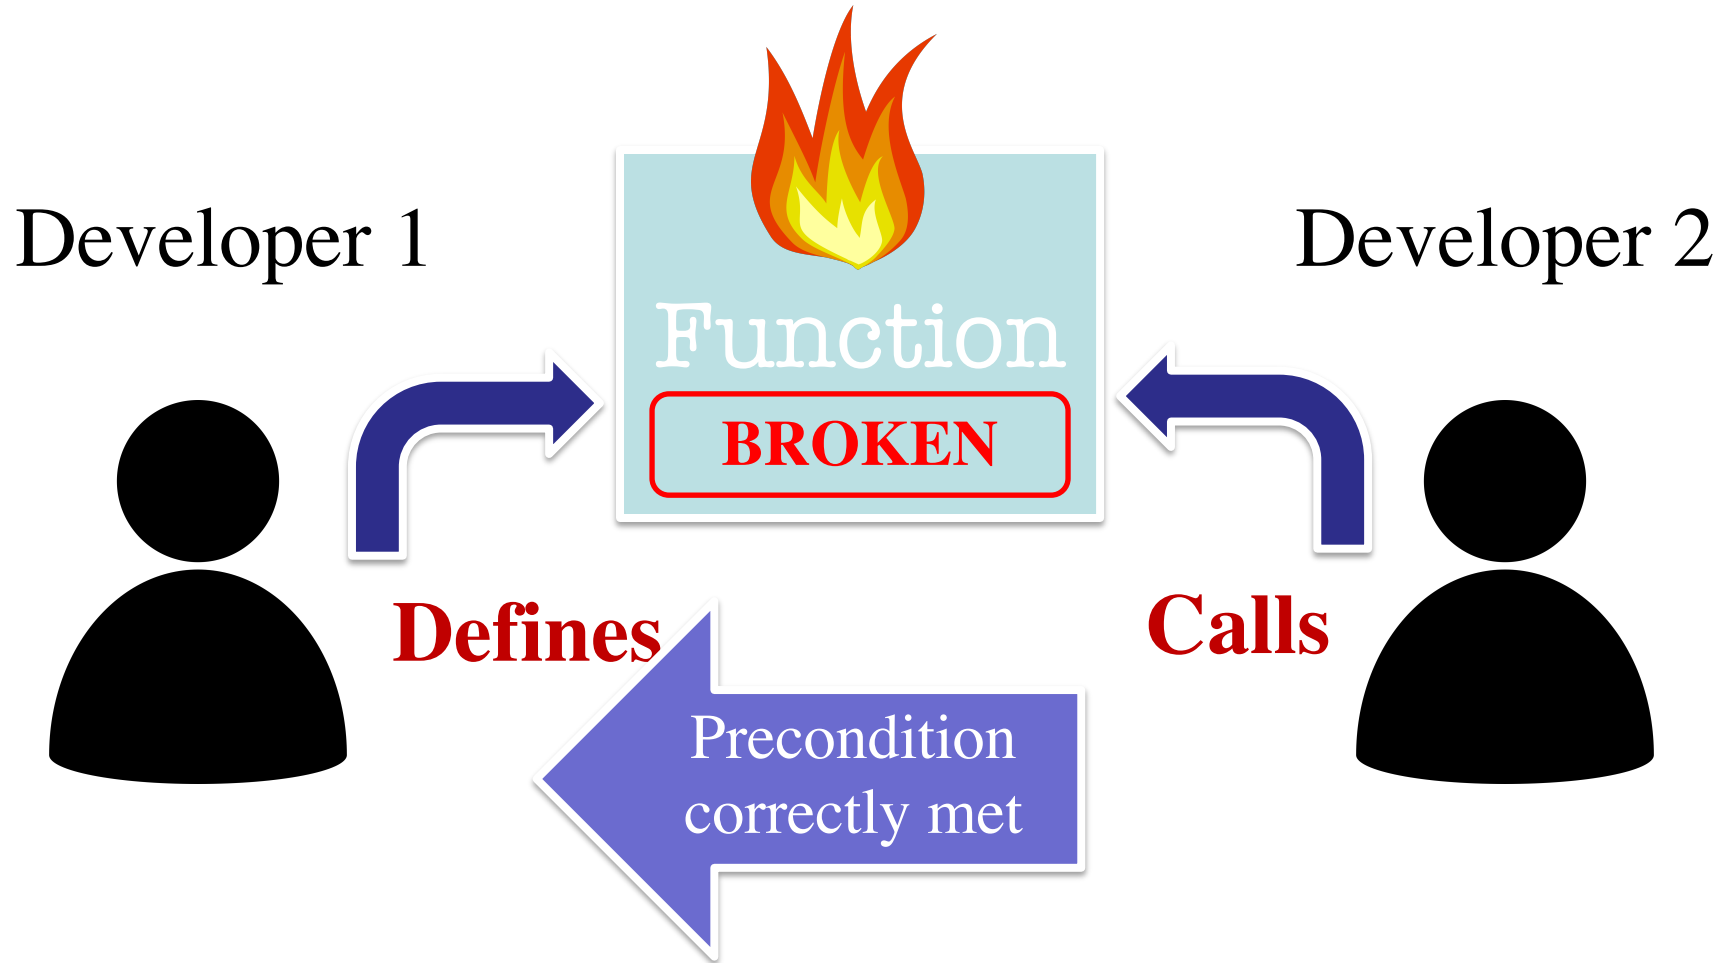 Developer 1
Developer 2
Function
BROKEN
Defines
Calls
Precondition
correctly met